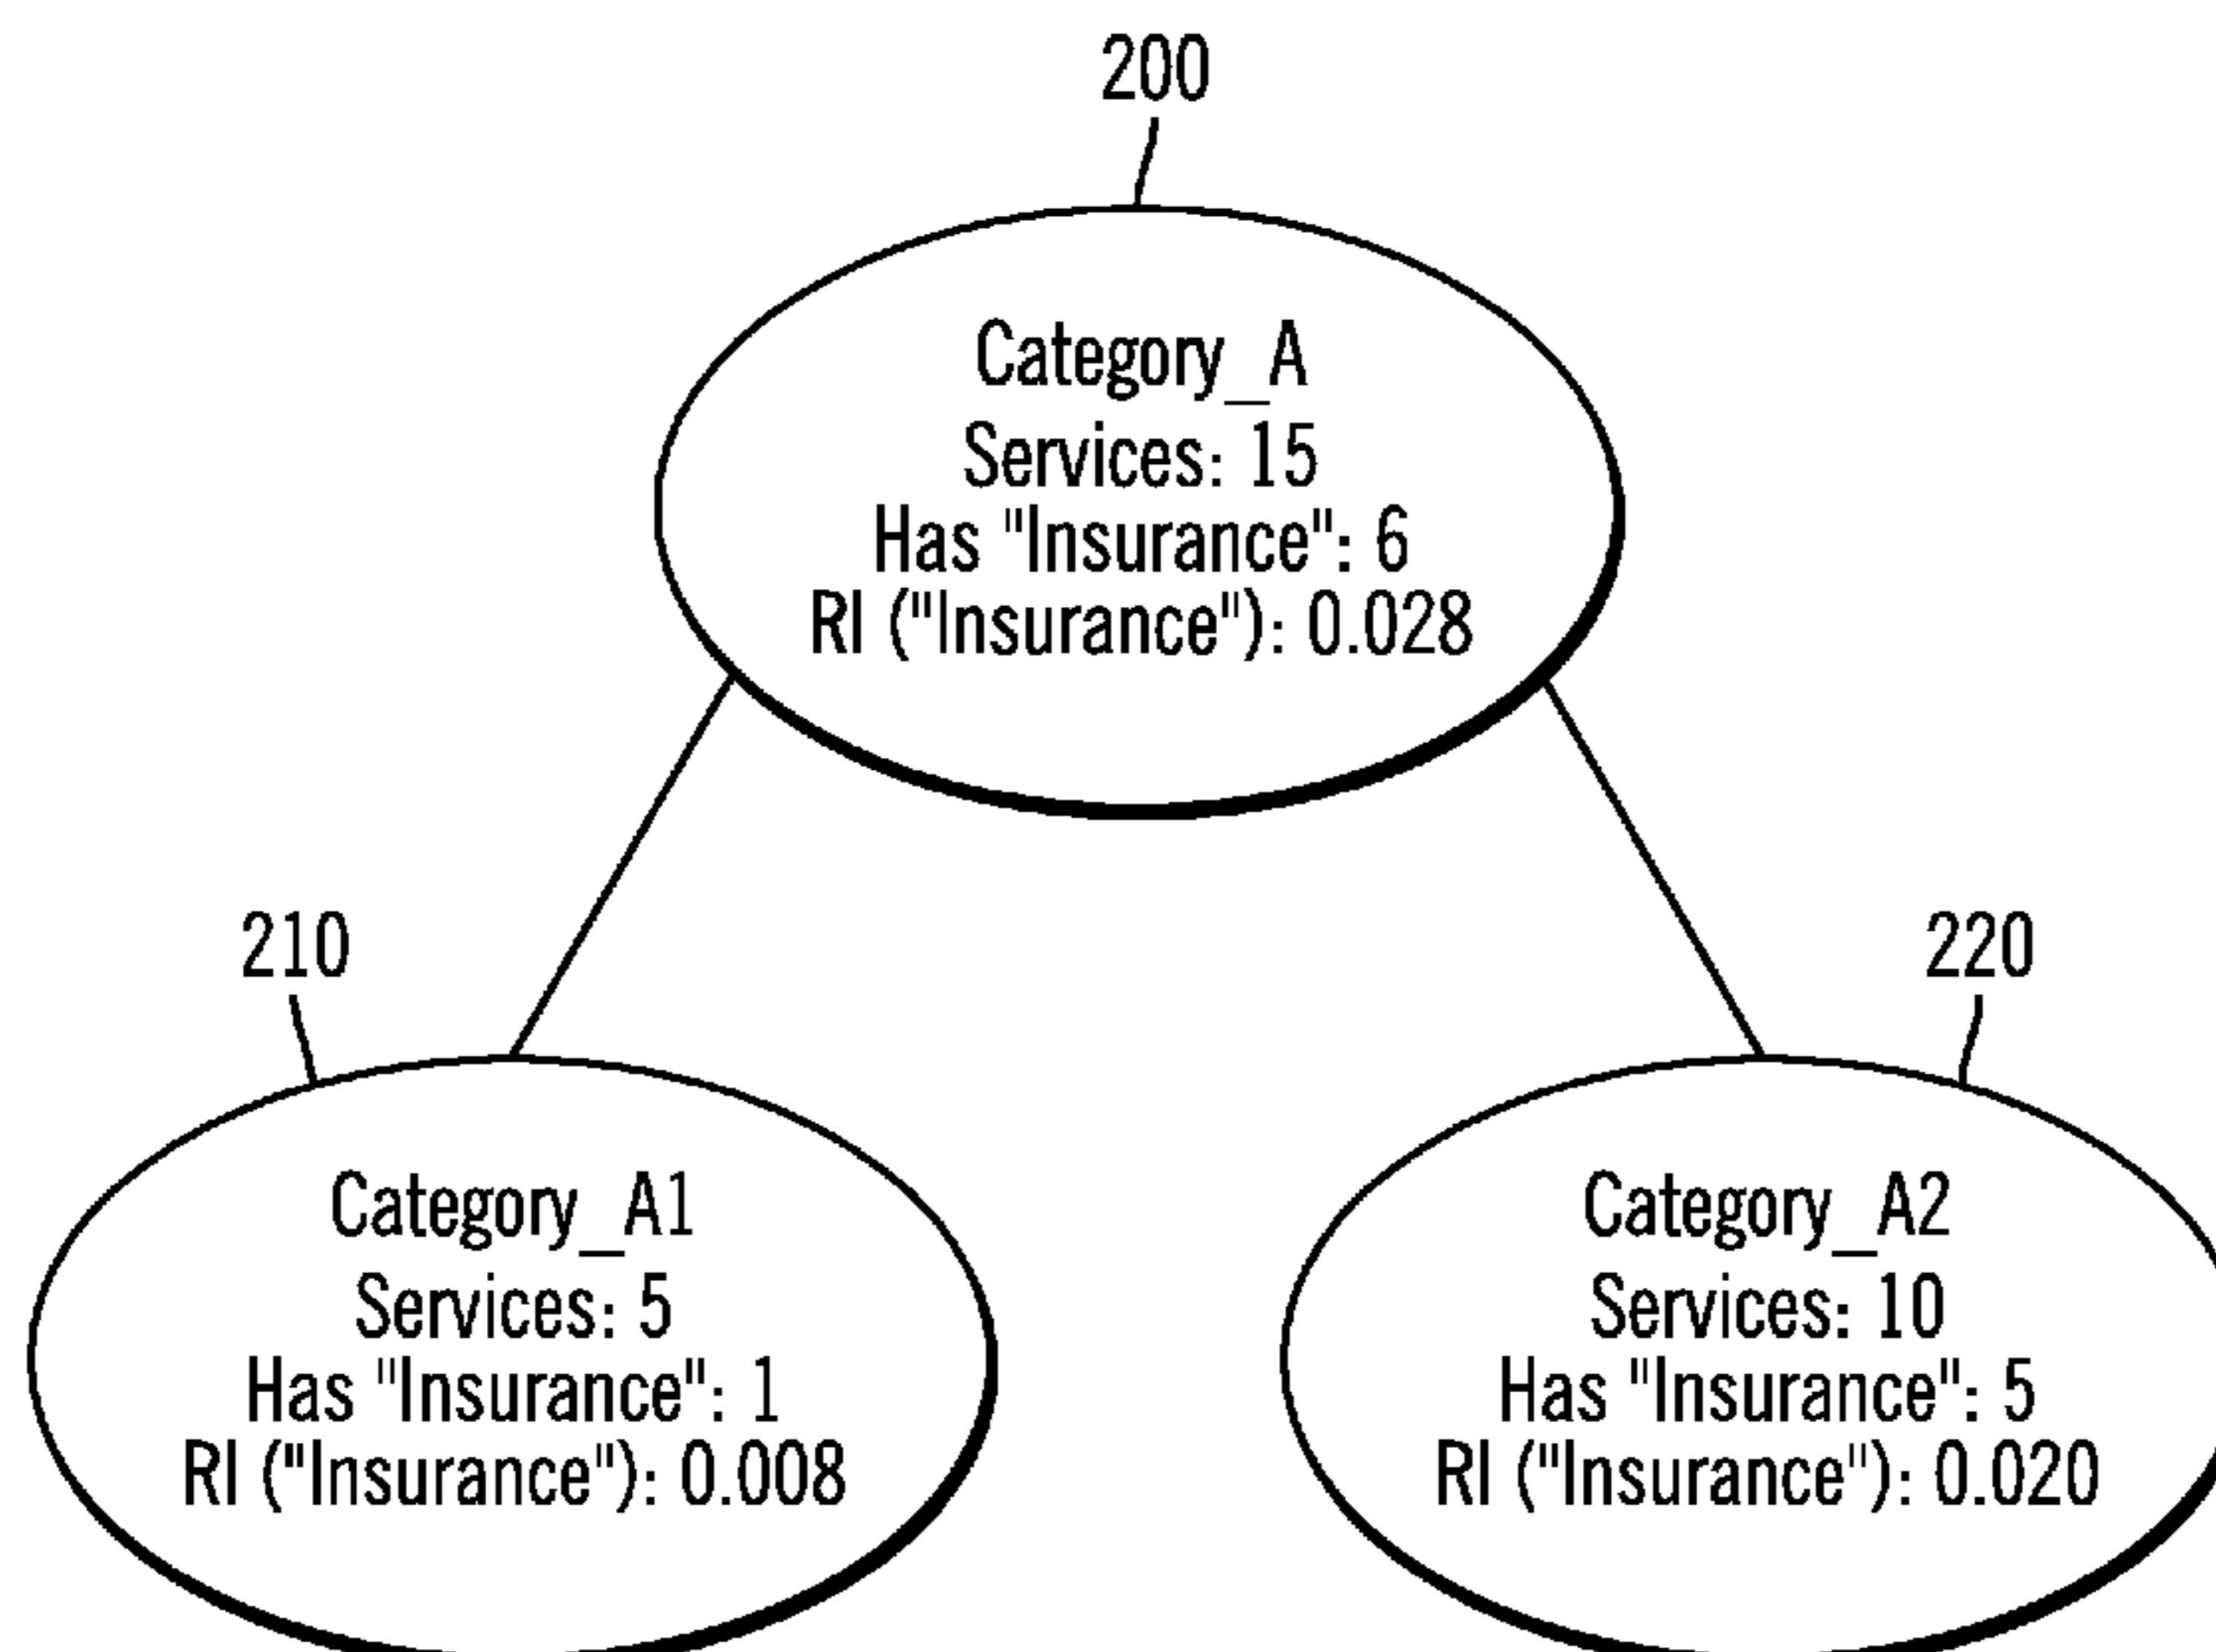 200
Category_A
Services: 15
Has "Insurance": 6
RI ("Insurance"): 0.028
210
220
Category_A1
Services: 5
Has "Insurance": 1
RI ("Insurance"): 0.008
Category_A2
Services: 10
Has "Insurance": 5
RI ("Insurance"): 0.020